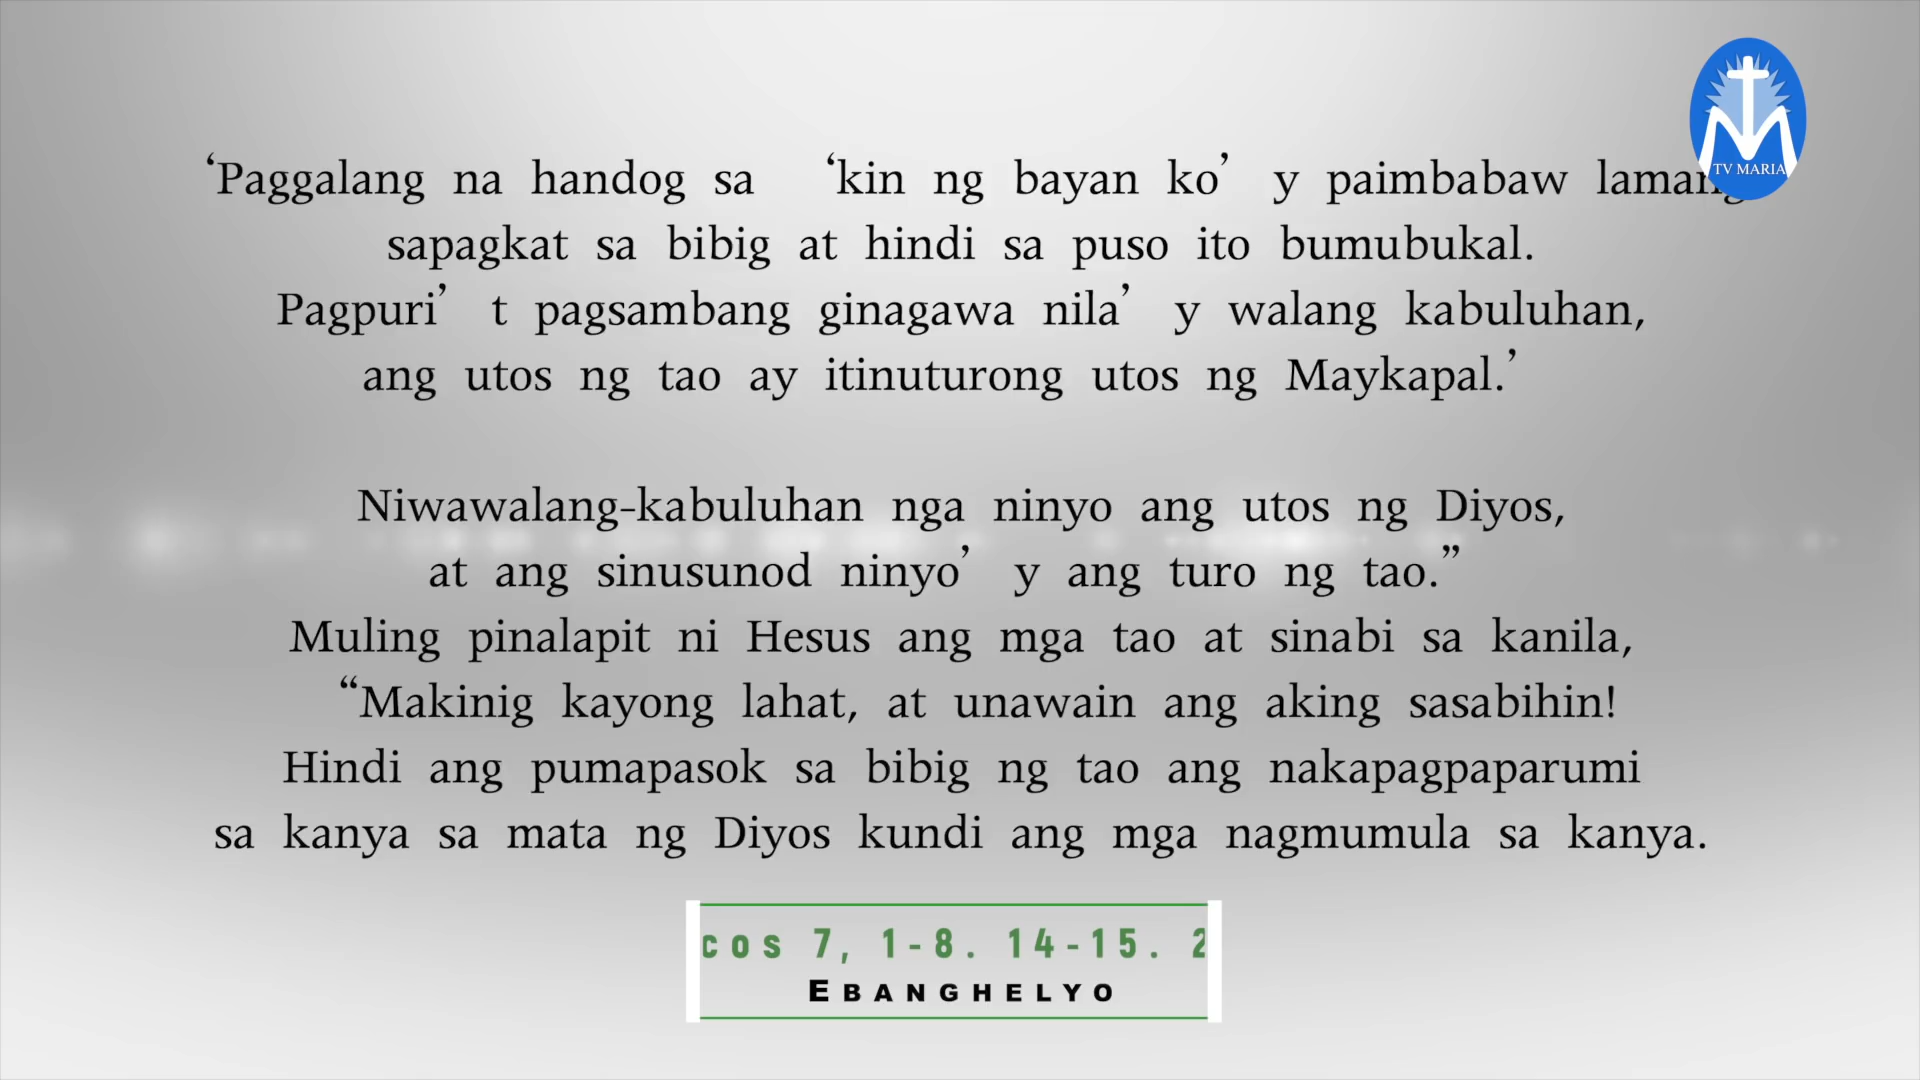 TV MARIA
‘Paggalang na handog sa ‘kin ng bayan ko’ y paimbabaw lamang
sapagkat sa bibig at hindi sa puso ito bumubukal.
Pagpuri’ t pagsambang ginagawa nila’ y walang kabuluhan,
ang utos ng tao ay itinuturong utos ng Maykapal.’
Niwawalang-kabuluhan nga ninyo ang utos ng Diyos,
at ang sinusunod ninyo’ y ang turo ng tao.”
Muling pinalapit ni Hesus ang mga tao at sinabi sa kanila,
“Makinig kayong lahat, at unawain ang aking sasabihin!
Hindi ang pumapasok sa bibig ng tao ang nakapagpaparumi
sa kanya sa mata ng Diyos kundi ang mga nagmumula sa kanya.
cos 7, 1-8. 14-15. 2
EBANGHELYO